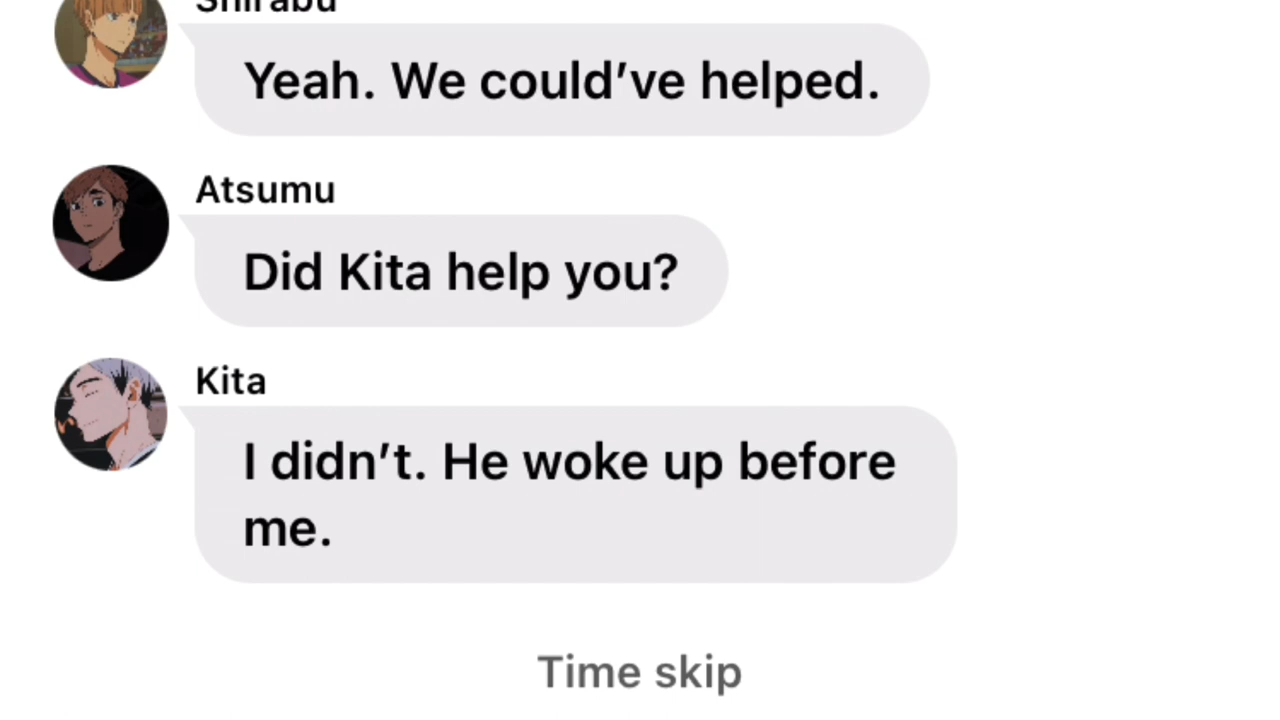 Shirabu
Yeah. We could’ve helped.
Atsumu
Did Kita help you?
Kita
I didn’t. He woke up before
me.
Time skip